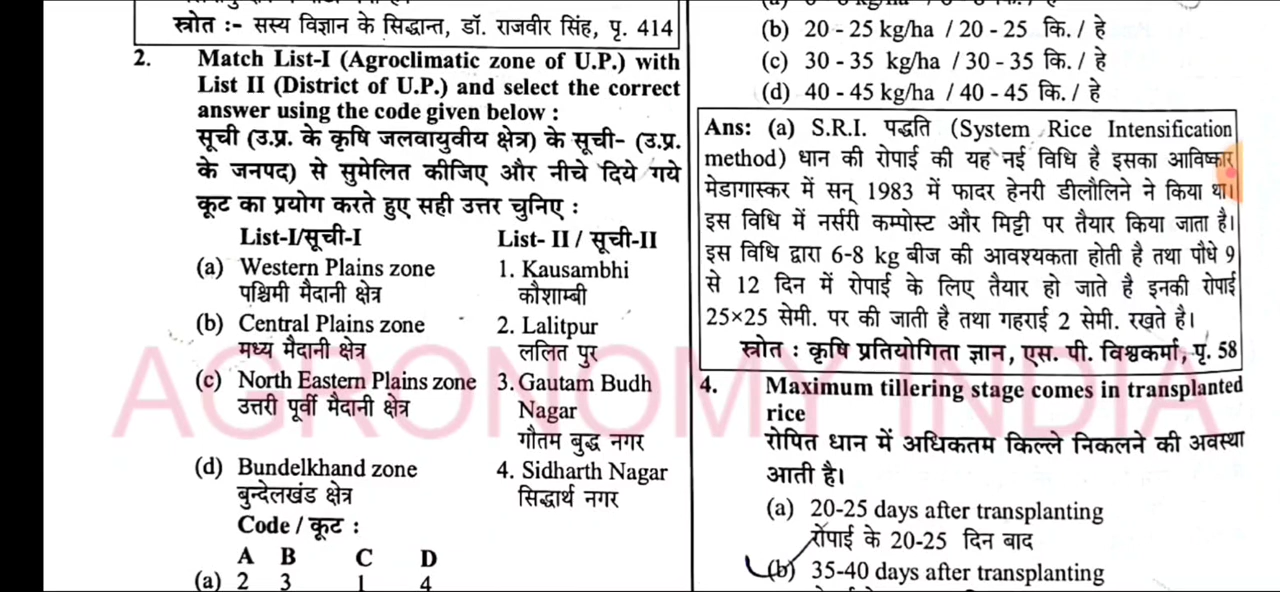 स्रोत :- सस्य विज्ञान के सिद्धान्त, डॉ. राजवीर सिंह, पृ. 414
2. Match List-I (Agroclimatic zone of U.P.) with
List II (District of U.P.) and select the correct
answer using the code given below :
सूची (उ.प्र. के कृषि जलवायुवीय क्षेत्र) के सूची- (उ.प्र.
के जनपद) से सुमेलित कीजिए और नीचे दिये गये
कूट का प्रयोग करते हुए सही उत्तर चुनिए :
List-I/सूची-I List- II / सूची-II
(a) Western Plains zone 1. Kausambhi
पश्चिमी मैदानी क्षेत्र कौशाम्बी
(b) Central Plains zone 2. Lalitpur
मध्य मैदानी क्षेत्र ललित पुर
(c) North Eastern Plains zone 3. Gautam Budh
उत्तरी पूर्वी मैदानी क्षेत्र Nagar
गौतम बुद्ध नगर
(d) Bundelkhand zone 4. Sidharth Nagar
बुन्देलखंड क्षेत्र सिद्धार्थ नगर
Code / कूट :
A B C D
(a) 2 3 1 4
(b) 20 - 25 kg/ha / 20 - 25 कि. / हे
(c) 30 - 35 kg/ha / 30 - 35 कि. / हे
(d) 40 - 45 kg/ha / 40 - 45 कि. / हे
Ans: (a) S.R.I. पद्धति (System Rice Intensification
method) धान की रोपाई की यह नई विधि है इसका आविष्कार
मेडागास्कर में सन् 1983 में फादर हेनरी डीलौलिने ने किया था।
इस विधि में नर्सरी कम्पोस्ट और मिट्टी पर तैयार किया जाता है।
इस विधि द्वारा 6-8 kg बीज की आवश्यकता होती है तथा पौधे 9
से 12 दिन में रोपाई के लिए तैयार हो जाते है इनकी रोपाई
25×25 सेमी. पर की जाती है तथा गहराई 2 सेमी. रखते है।
स्रोत : कृषि प्रतियोगिता ज्ञान, एस. पी. विश्वकर्मा, पृ. 58
4. Maximum tillering stage comes in transplanted
rice
रोपित धान में अधिकतम किल्ले निकलने की अवस्था
आती है।
(a) 20-25 days after transplanting
रोपाई के 20-25 दिन बाद
(b) 35-40 days after transplanting
AGRONOMY INDIA